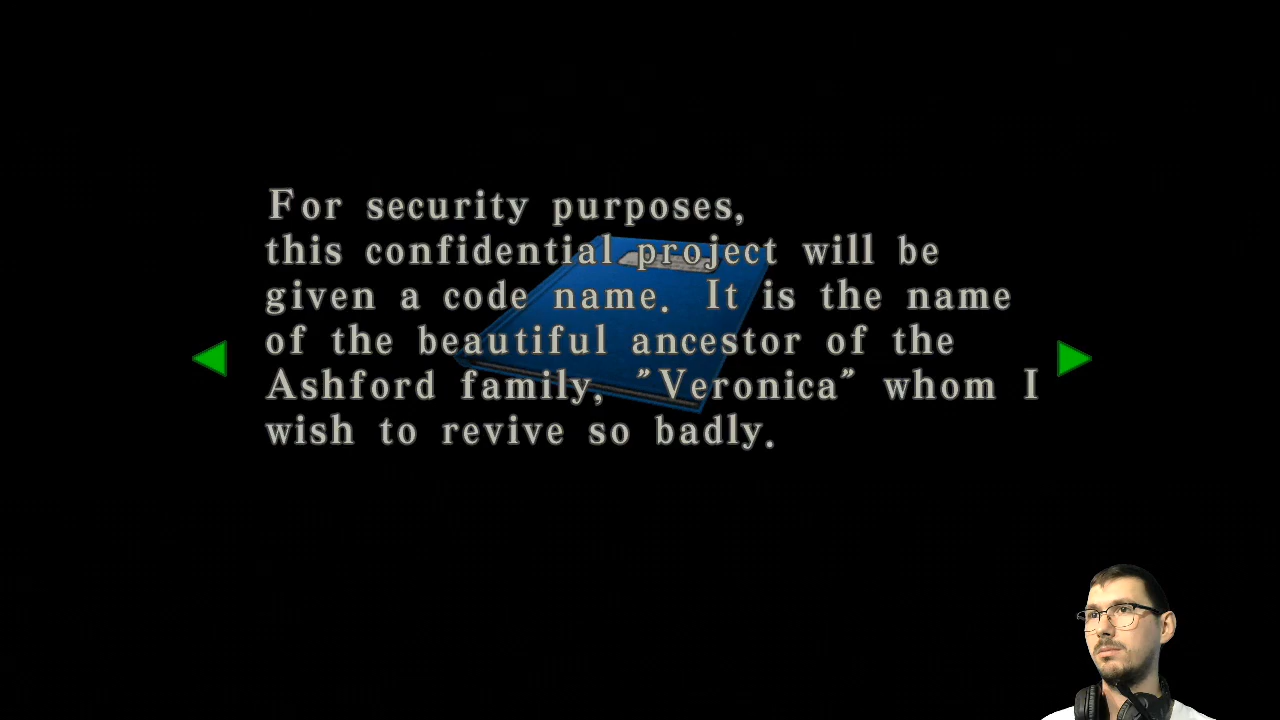 For security purposes,
this confidential project will be
given a code name. It is the name
of the beautiful ancestor of the
Ashford family, "Veronica" whom I
wish to revive so badly.